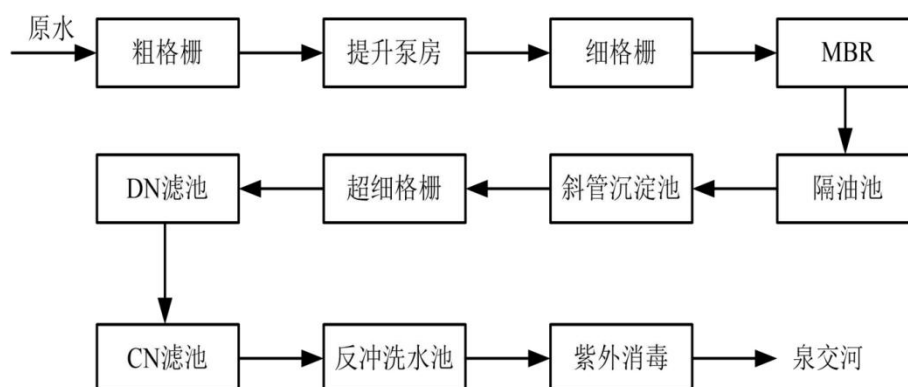 原水
粗格栅
提升泵房
细格栅
MBR
隔油池
斜管沉淀池
超细格栅
DN滤池
CN滤池
反冲洗水池
紫外消毒
泉交河